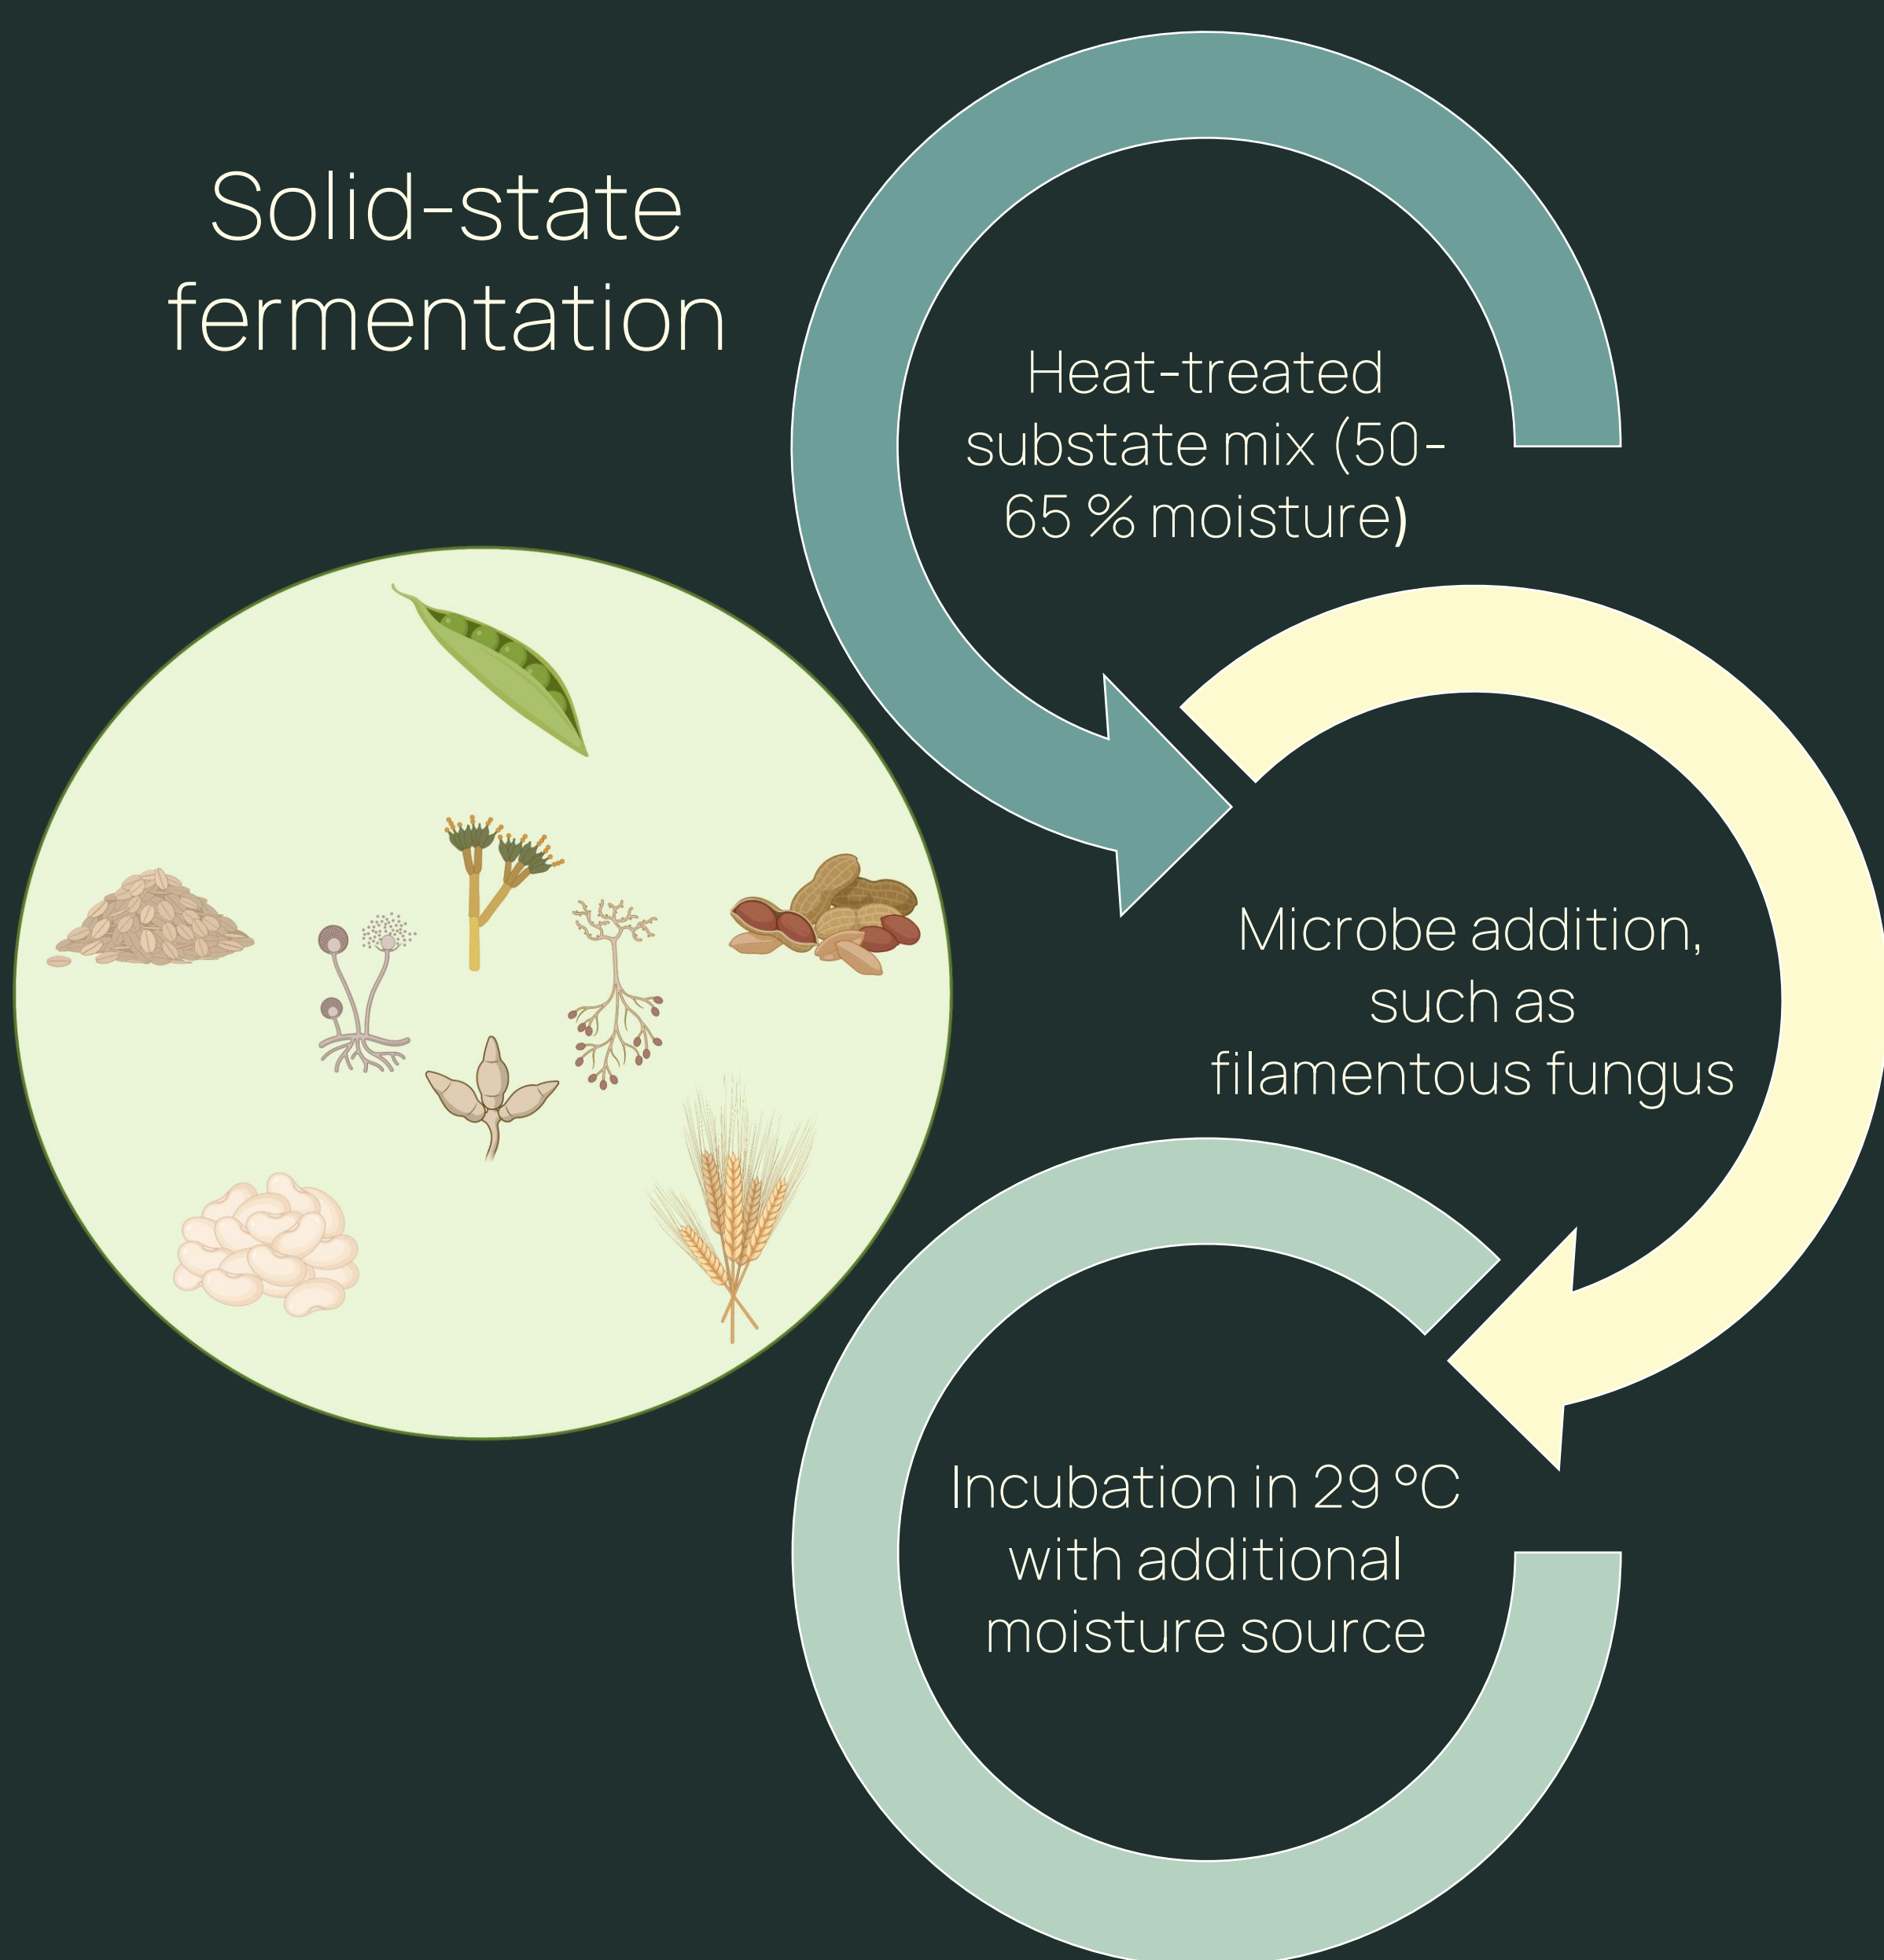 Solid-state
fermentation
Heat-treated
substate mix (50-
65 % moisture)
Microbe addition,
such as
filamentous fungus
Incubation in 29 °C
with additional
moisture source